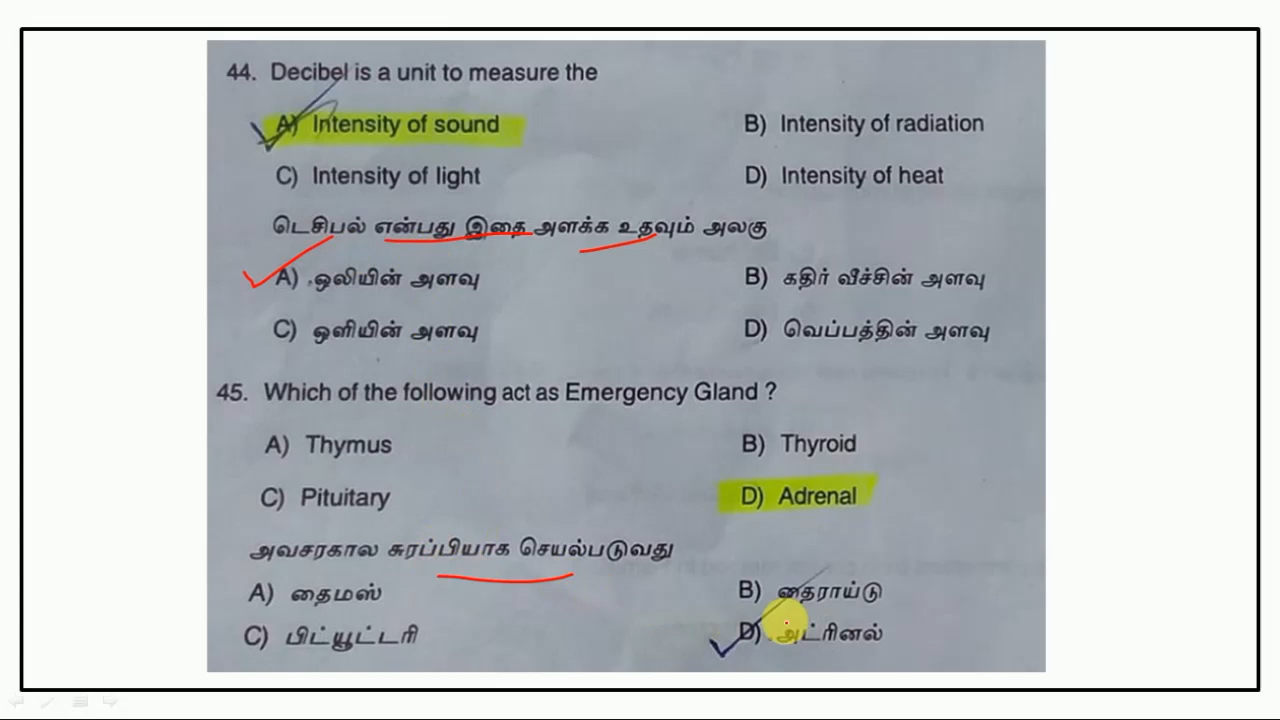 44. Decibel is a unit to measure the
A) Intensity of sound B) Intensity of radiation
C) Intensity of light D) Intensity of heat
டெசிபல் என்பது இதை அளக்க உதவும் அலகு
A) ஒலியின் அளவு B) கதிர் வீச்சின் அளவு
C) ஒளியின் அளவு D) வெப்பத்தின் அளவு
45. Which of the following act as Emergency Gland ?
A) Thymus B) Thyroid
C) Pituitary D) Adrenal
அவசரகால சுரப்பியாக செயல்படுவது
A) தைமஸ் B) தைராய்டு
C) பிட்யூட்டரி D) அட்ரினல்